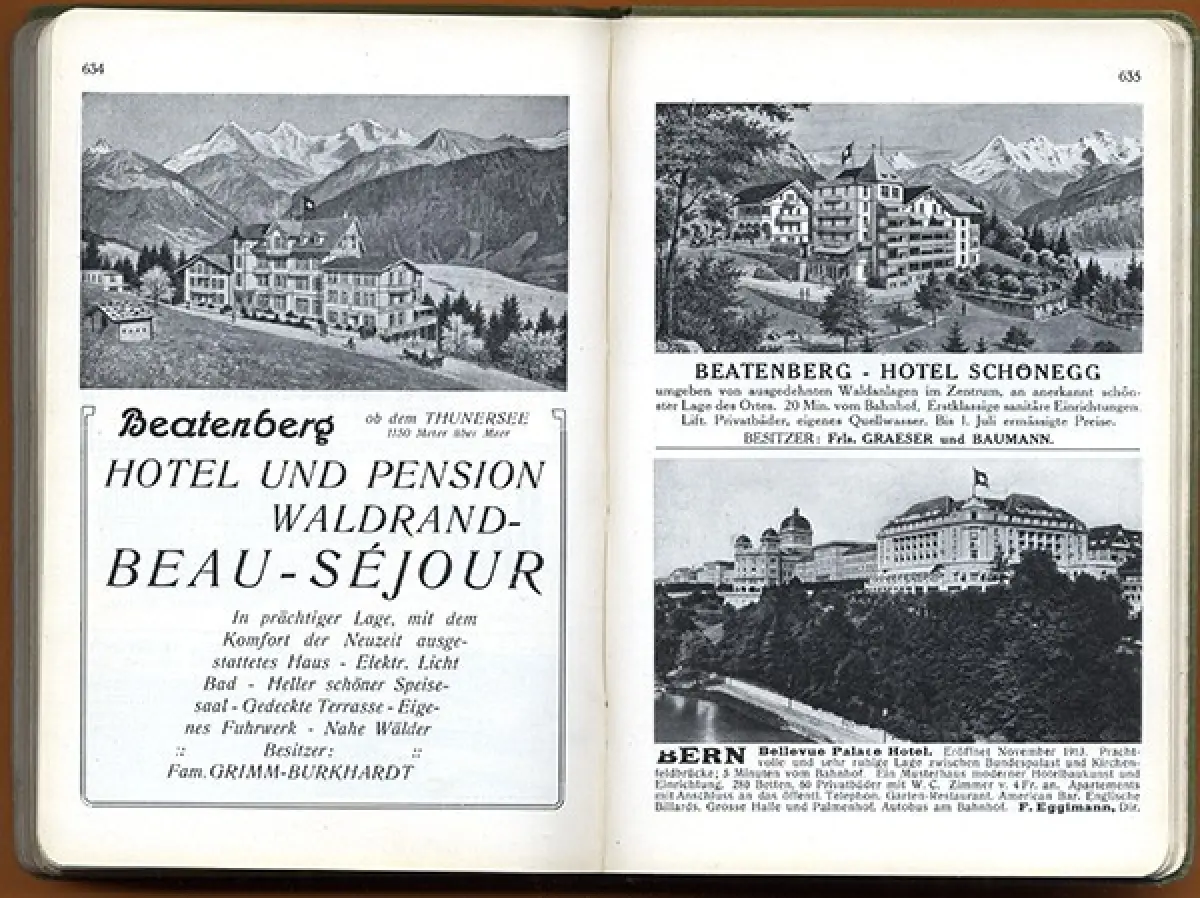 634
Beatenberg ob dem THUNERSEE
1150 Meter über Meer
HOTEL UND PENSION
WALDRAND-
BEAU-SÉJOUR
In prächtiger Lage, mit dem
Komfort der Neuzeit ausge-
stattetes Haus - Elektr. Licht
Bad - Heller schöner Speise-
saal - Gedeckte Terrasse - Eige-
nes Fuhrwerk - Nahe Wälder
:: Besitzer: ::
Fam. GRIMM-BURKHARDT
635
BEATENBERG - HOTEL SCHÖNEGG
umgeben von ausgedehnten Waldanlagen im Zentrum, an anerkannt schön-
ster Lage des Ortes. 20 Min. vom Bahnhof. Erstklassige sanitäre Einrichtungen.
Lift. Privatbäder, eigenes Quellwasser. Bis 1. Juli ermässigte Preise.
BESITZER: Frls. GRAESER und BAUMANN.
BERN Bellevue Palace Hotel. Eröffnet November 1913. Pracht-
volle und sehr ruhige Lage zwischen Bundespalast und Kirchen-
feldbrücke; 5 Minuten vom Bahnhof. Ein Musterhaus moderner Hotelbaukunst und
Einrichtung. 280 Betten, 60 Privatbäder mit W. C. Zimmer v. 4 Fr. an. Apartements
mit Anschluss an das öffentl. Telephon. Garten-Restaurant. American Bar. Englische
Billards. Grosse Halle und Palmenhof. Autobus am Bahnhof. F. Egglmann, Dir.